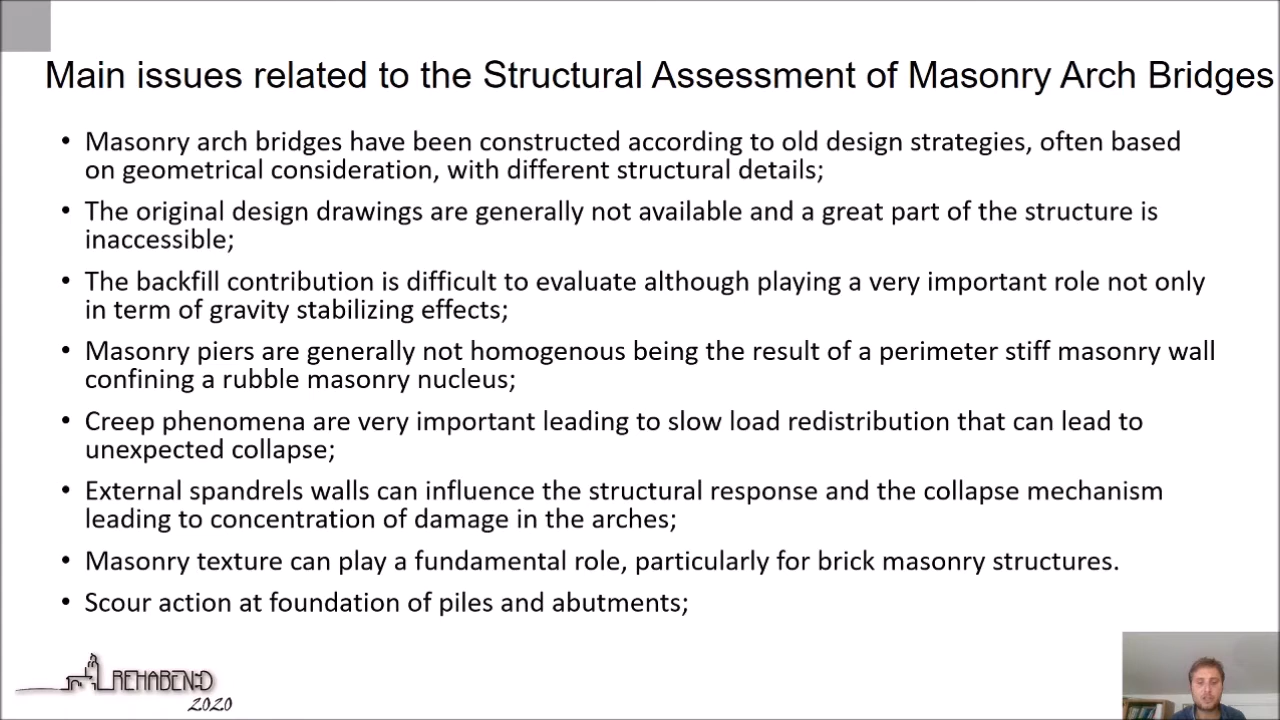 Main issues related to the Structural Assessment of Masonry Arch Bridges
• Masonry arch bridges have been constructed according to old design strategies, often based
on geometrical consideration, with different structural details;
• The original design drawings are generally not available and a great part of the structure is
inaccessible;
• The backfill contribution is difficult to evaluate although playing a very important role not only
in term of gravity stabilizing effects;
• Masonry piers are generally not homogenous being the result of a perimeter stiff masonry wall
confining a rubble masonry nucleus;
• Creep phenomena are very important leading to slow load redistribution that can lead to
unexpected collapse;
• External spandrels walls can influence the structural response and the collapse mechanism
leading to concentration of damage in the arches;
• Masonry texture can play a fundamental role, particularly for brick masonry structures.
• Scour action at foundation of piles and abutments;
REHABEND
2020